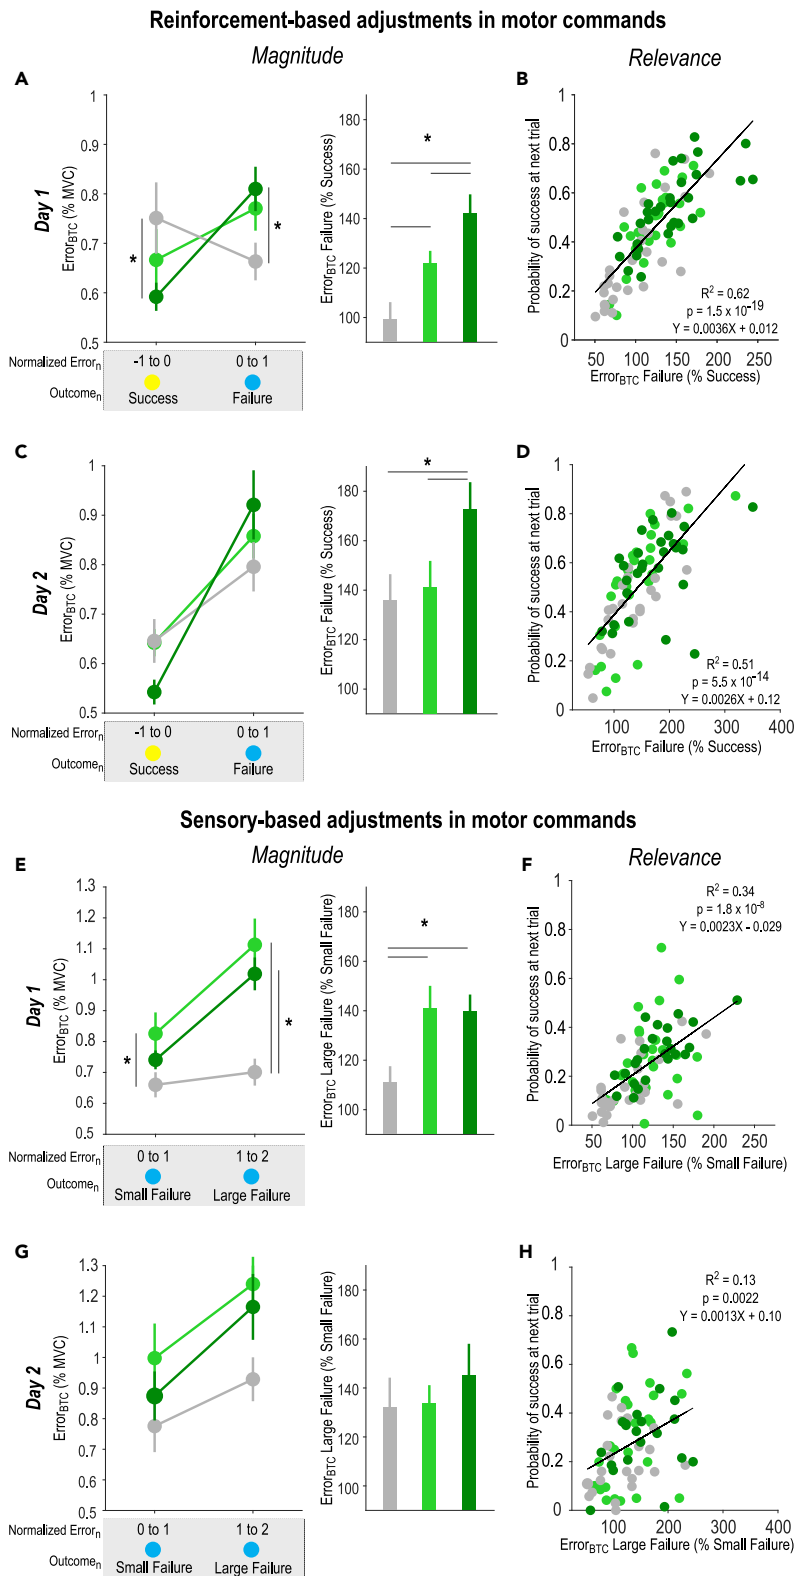 Reinforcement-based adjustments in motor commands
Magnitude
Relevance
A
Day 1
Error_BTC (% MVC)
1
0.9
0.8
0.7
0.6
0.5
*
*
Normalized Error_n
-1 to 0
0 to 1
Outcome_n
Success
Failure
Error_BTC Failure (% Success)
180
160
140
120
100
*
B
Probability of success at next trial
1
0.8
0.6
0.4
0.2
0
R² = 0.62
p = 1.5 x 10⁻¹⁹
Y = 0.0036X + 0.012
50 100 150 200 250
Error_BTC Failure (% Success)
C
Day 2
Error_BTC (% MVC)
1
0.9
0.8
0.7
0.6
0.5
Normalized Error_n
-1 to 0
0 to 1
Outcome_n
Success
Failure
Error_BTC Failure (% Success)
180
160
140
120
100
*
D
Probability of success at next trial
1
0.8
0.6
0.4
0.2
0
R² = 0.51
p = 5.5 x 10⁻¹⁴
Y = 0.0026X + 0.12
100 200 300 400
Error_BTC Failure (% Success)
Sensory-based adjustments in motor commands
Magnitude
Relevance
E
Day 1
Error_BTC (% MVC)
1.3
1.2
1.1
1
0.9
0.8
0.7
0.6
0.5
*
*
Normalized Error_n
0 to 1
1 to 2
Outcome_n
Small Failure
Large Failure
Error_BTC Large Failure (% Small Failure)
180
160
140
120
100
*
F
Probability of success at next trial
1
0.8
0.6
0.4
0.2
0
R² = 0.34
p = 1.8 x 10⁻⁸
Y = 0.0023X - 0.029
50 100 150 200 250
Error_BTC Large Failure (% Small Failure)
G
Day 2
Error_BTC (% MVC)
1.3
1.2
1.1
1
0.9
0.8
0.7
0.6
0.5
Normalized Error_n
0 to 1
1 to 2
Outcome_n
Small Failure
Large Failure
Error_BTC Large Failure (% Small Failure)
180
160
140
120
100
H
Probability of success at next trial
1
0.8
0.6
0.4
0.2
0
R² = 0.13
p = 0.0022
Y = 0.0013X + 0.10
100 200 300 400
Error_BTC Large Failure (% Small Failure)